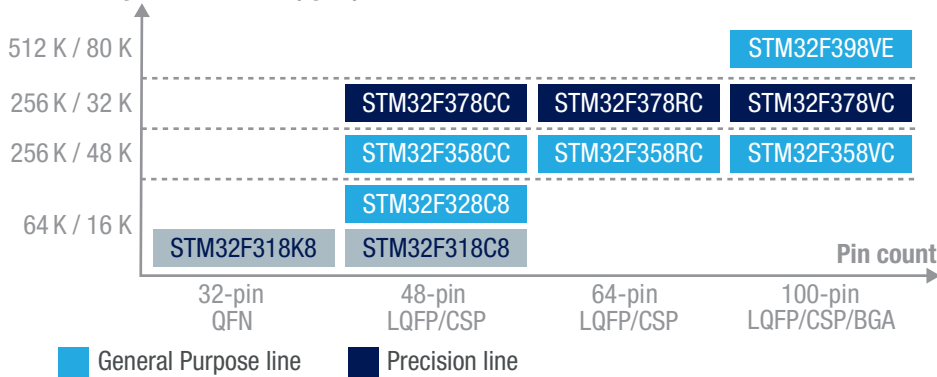 512 K / 80 K
STM32F398VE
256 K / 32 K
STM32F378CC
STM32F378RC
STM32F378VC
256 K / 48 K
STM32F358CC
STM32F358RC
STM32F358VC
64 K / 16 K
STM32F328C8
STM32F318K8
STM32F318C8
Pin count
32-pin
QFN
48-pin
LQFP/CSP
64-pin
LQFP/CSP
100-pin
LQFP/CSP/BGA
General Purpose line
Precision line